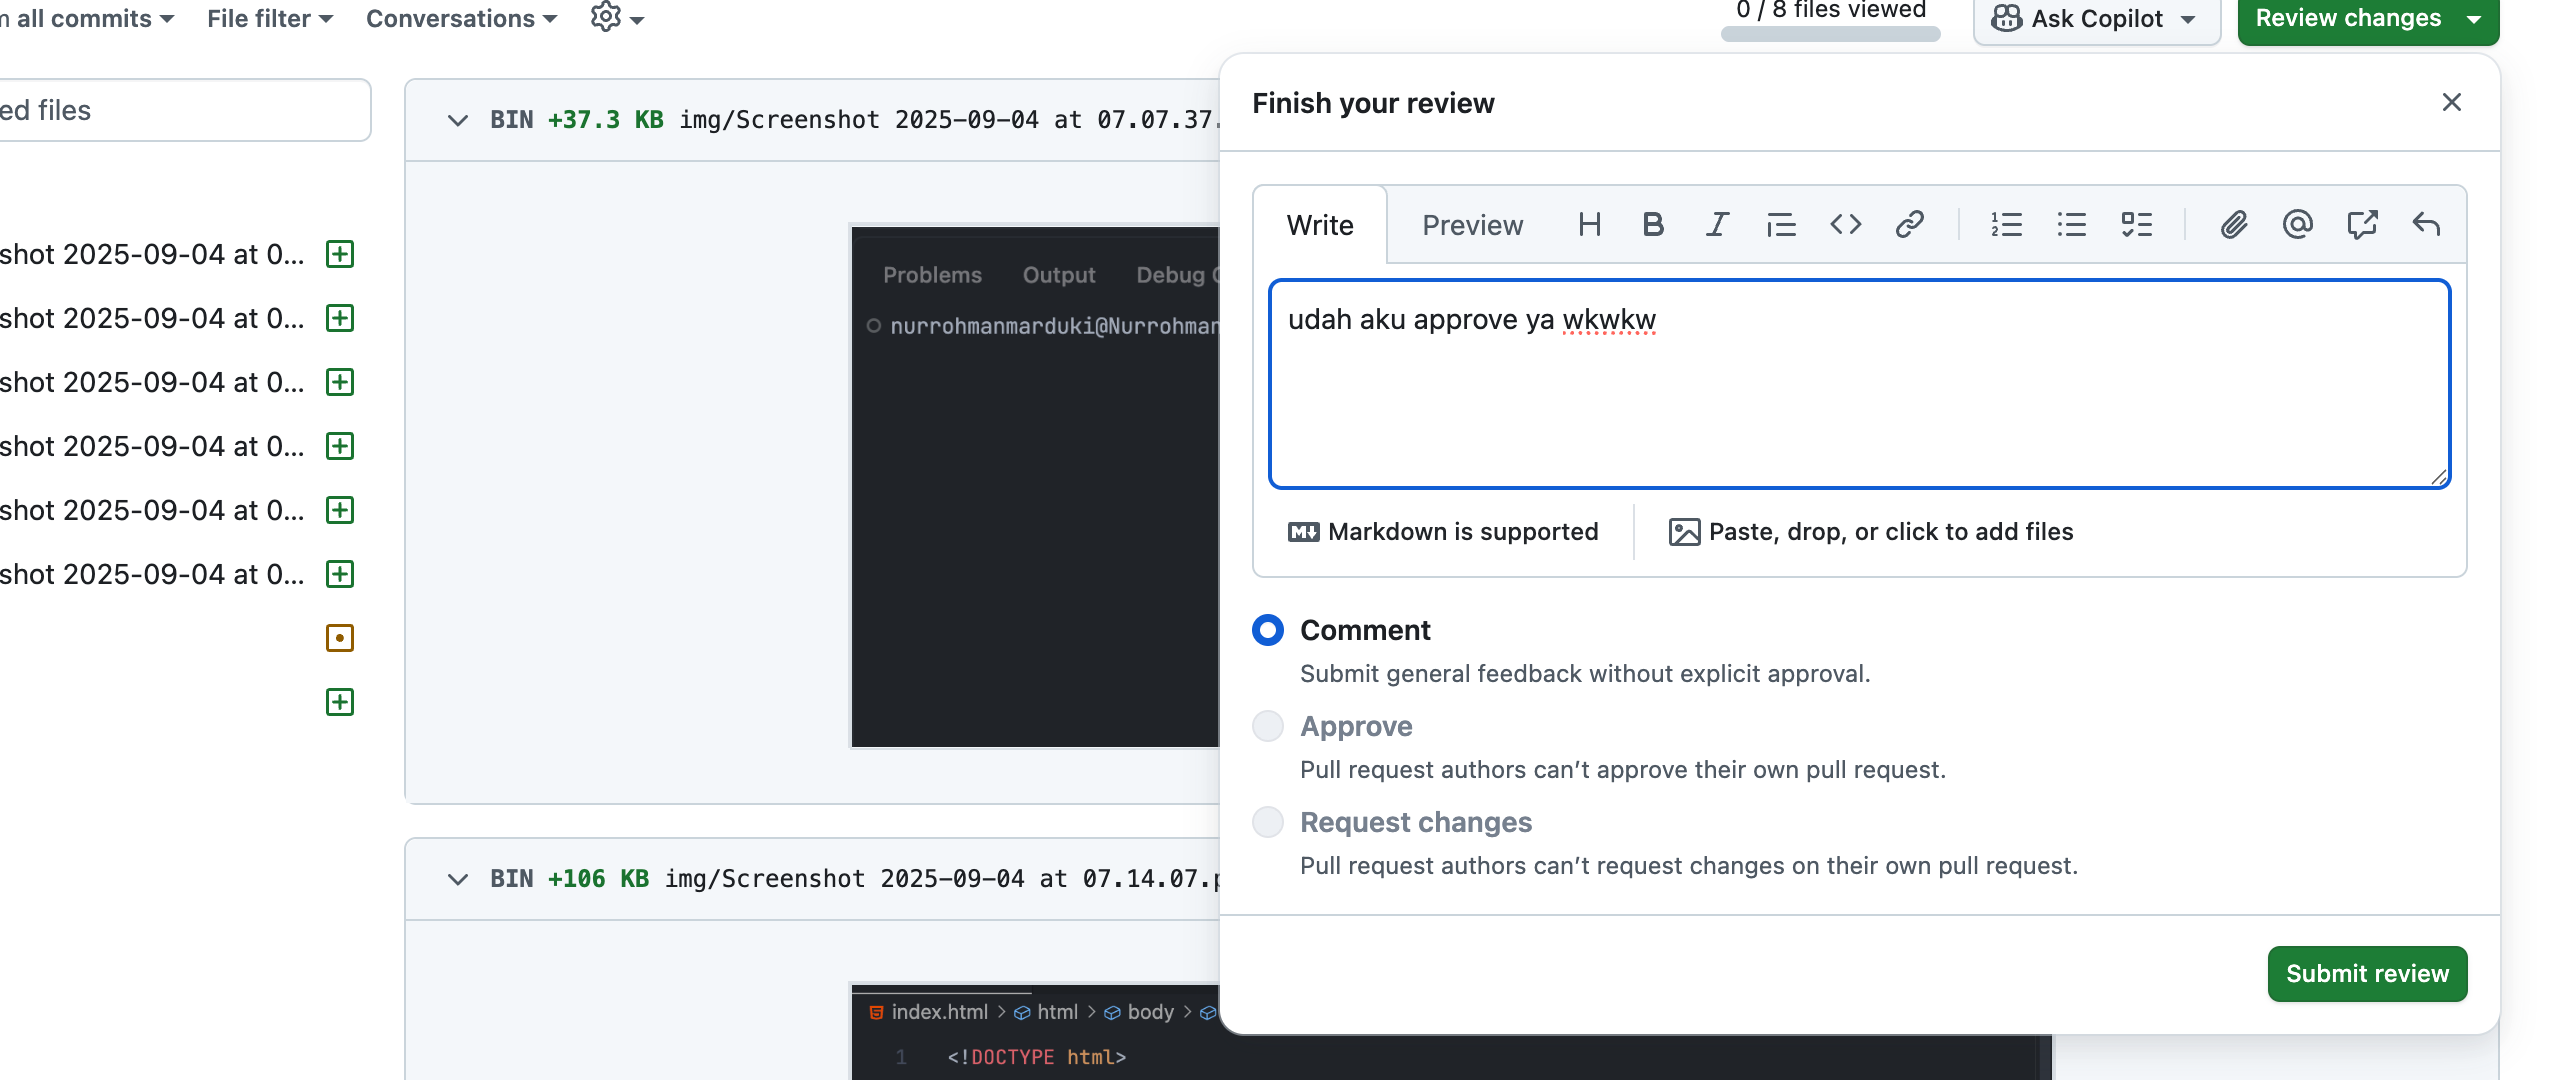 all commits
File filter
Conversations
0 / 8 files viewed
Ask Copilot
Review changes
ed files
shot 2025-09-04 at 0...
shot 2025-09-04 at 0...
shot 2025-09-04 at 0...
shot 2025-09-04 at 0...
shot 2025-09-04 at 0...
shot 2025-09-04 at 0...
BIN +37.3 KB img/Screenshot 2025-09-04 at 07.07.37.
Problems Output Debug
nurrohmanmarduki@Nurrohman
BIN +106 KB img/Screenshot 2025-09-04 at 07.14.07.p
index.html > html > body >
1 <!DOCTYPE html>
Finish your review
Write
Preview
udah aku approve ya wkwkw
Markdown is supported
Paste, drop, or click to add files
Comment
Submit general feedback without explicit approval.
Approve
Pull request authors can’t approve their own pull request.
Request changes
Pull request authors can’t request changes on their own pull request.
Submit review